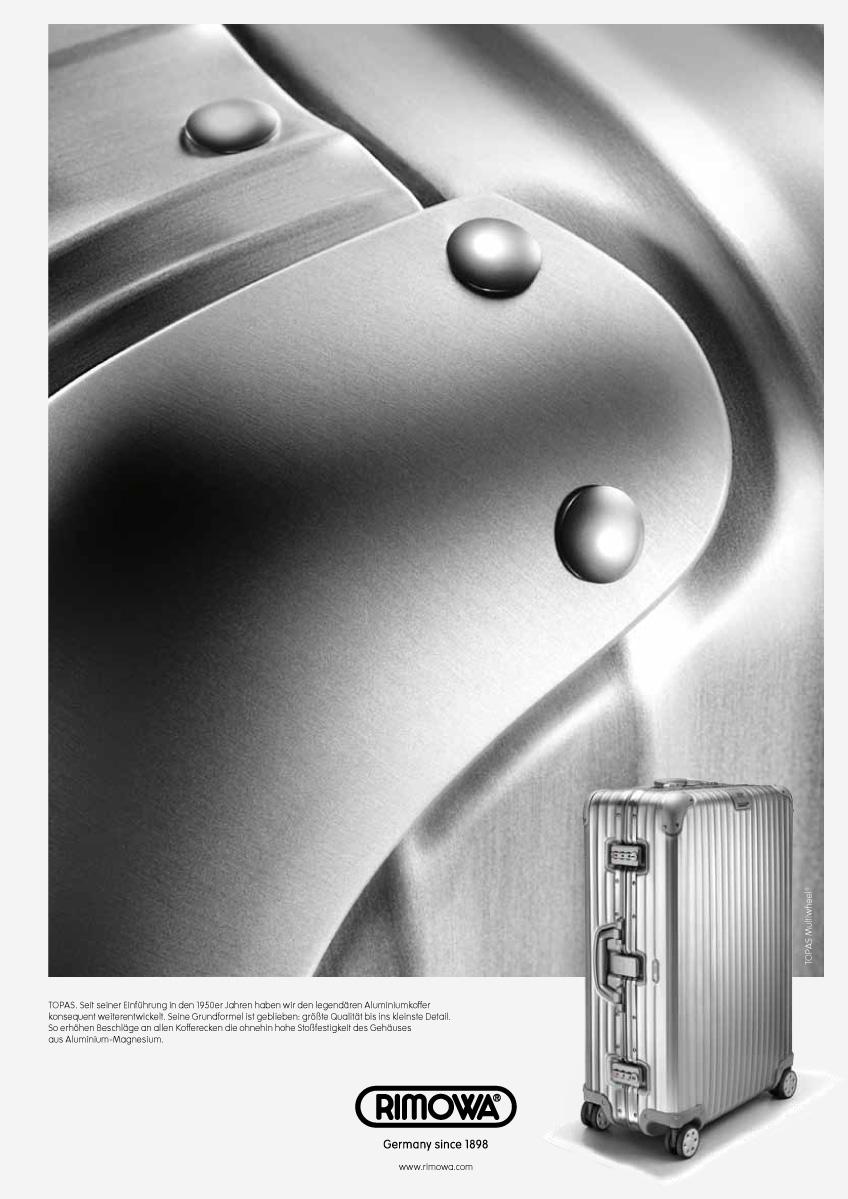 TOPAS Multiwheel®
TOPAS. Seit seiner Einführung in den 1950er Jahren haben wir den legendären Aluminiumkoffer
konsequent weiterentwickelt. Seine Grundformel ist geblieben: größte Qualität bis ins kleinste Detail.
So erhöhen Beschläge an allen Kofferecken die ohnehin hohe Stoßfestigkeit des Gehäuses
aus Aluminium-Magnesium.
RIMOWA®
Germany since 1898
www.rimowa.com